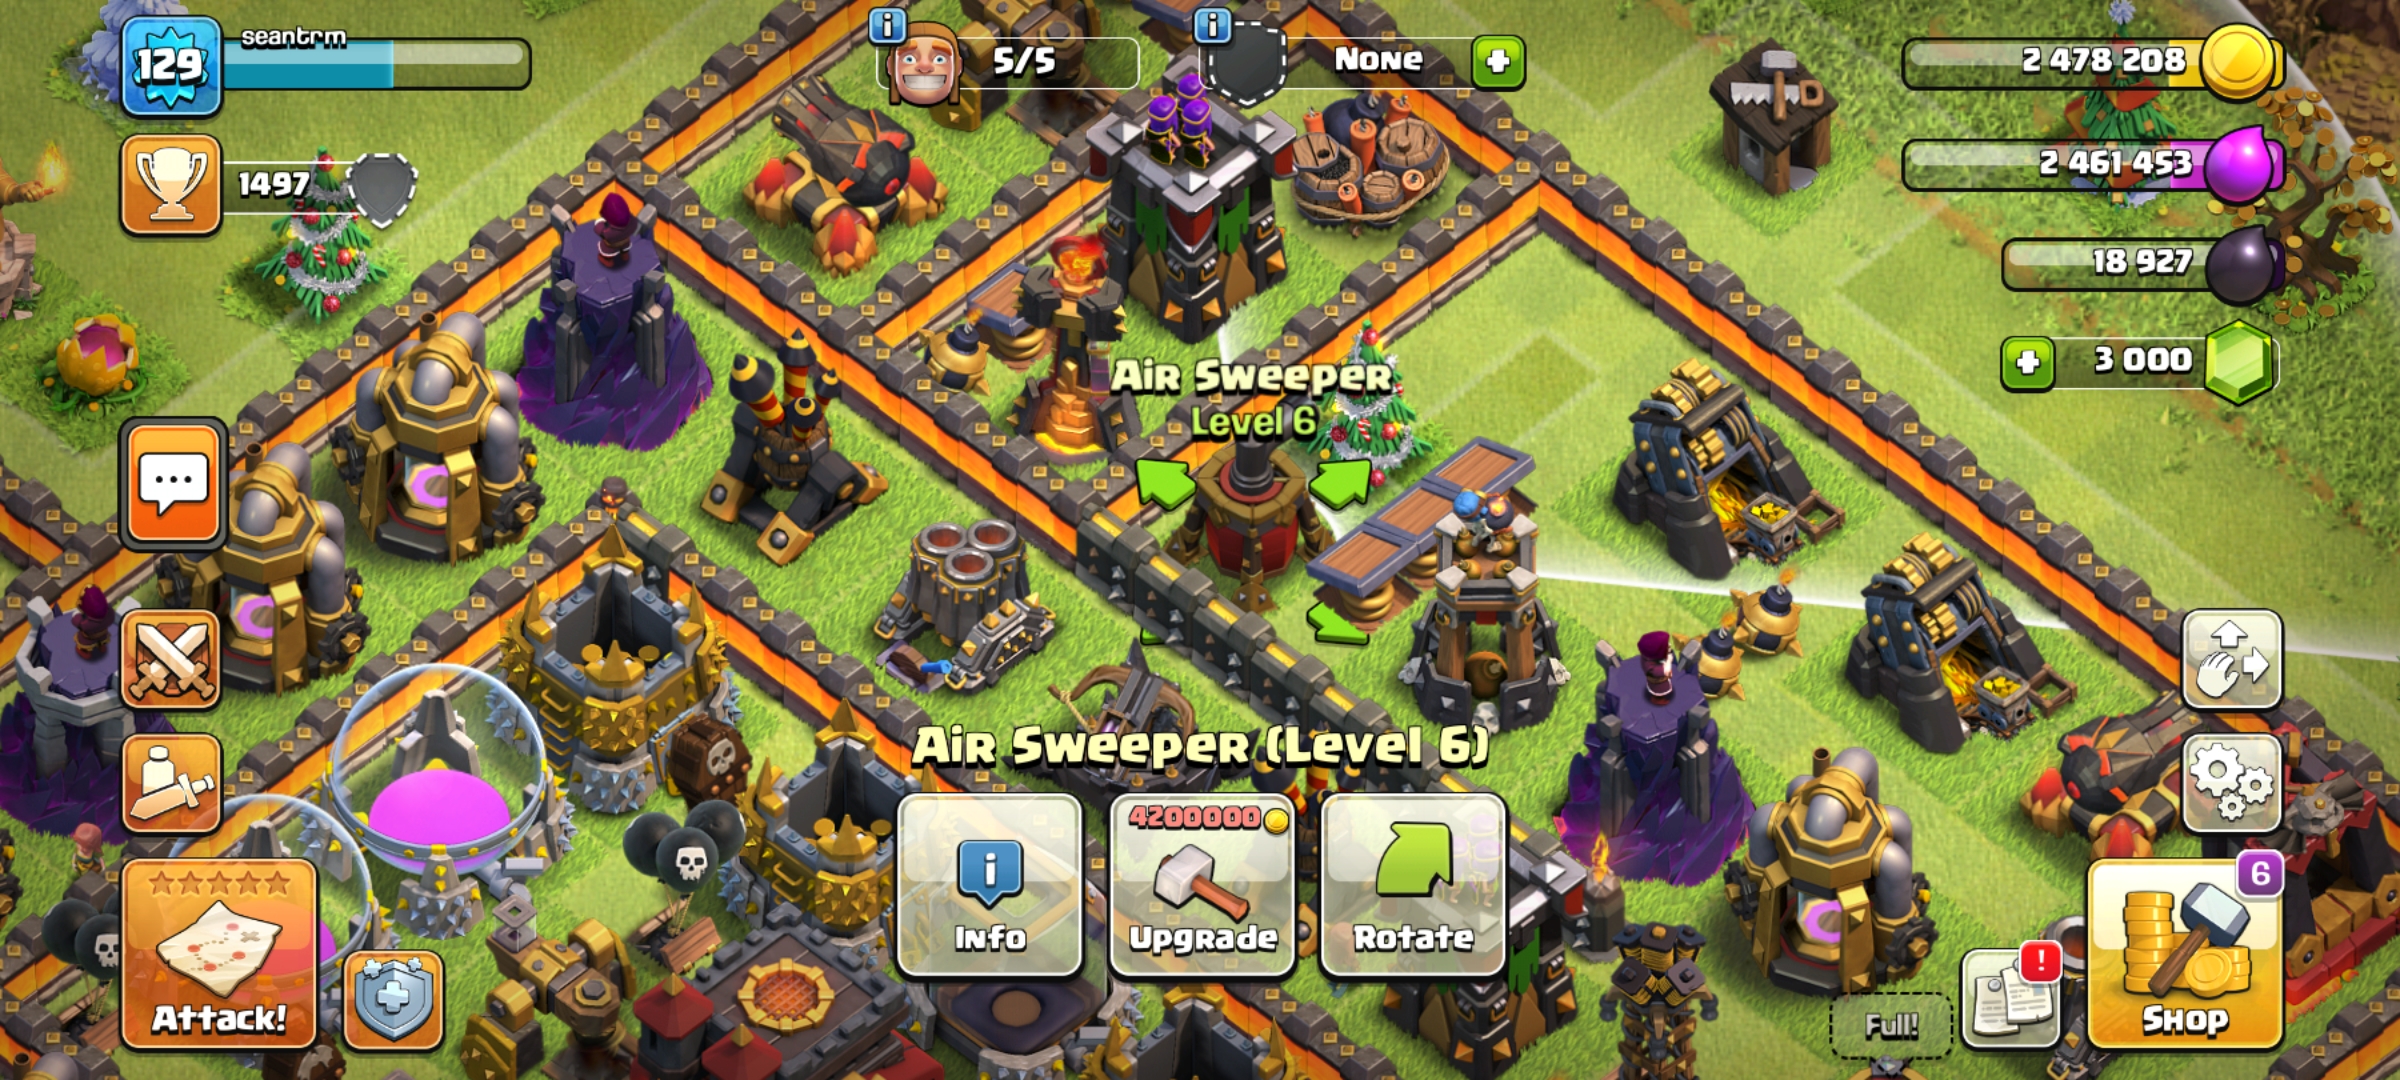 129
seantrm
i
5/5
i
None
2 478 208
1497
2 461 453
18 927
3 000
Air Sweeper
Level 6
Air Sweeper (Level 6)
i
Info
4200000
Upgrade
Rotate
Attack!
Full!
!
6
Shop